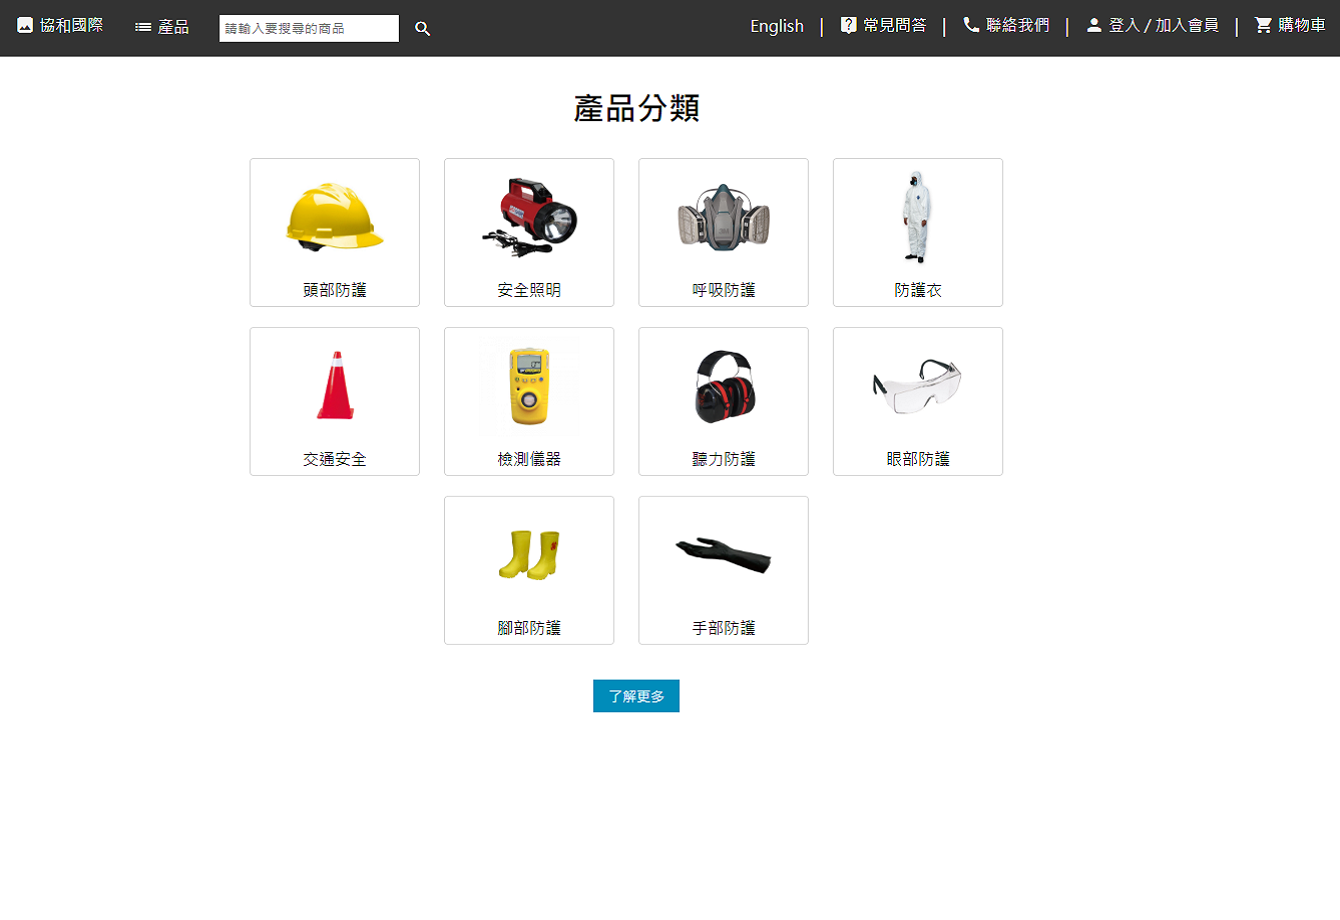 協和國際 產品 請輸入要搜尋的商品 English | 常見問答 | 聯絡我們 | 登入 / 加入會員 | 購物車
產品分類
頭部防護 安全照明 呼吸防護 防護衣
交通安全 檢測儀器 聽力防護 眼部防護
腳部防護 手部防護
了解更多